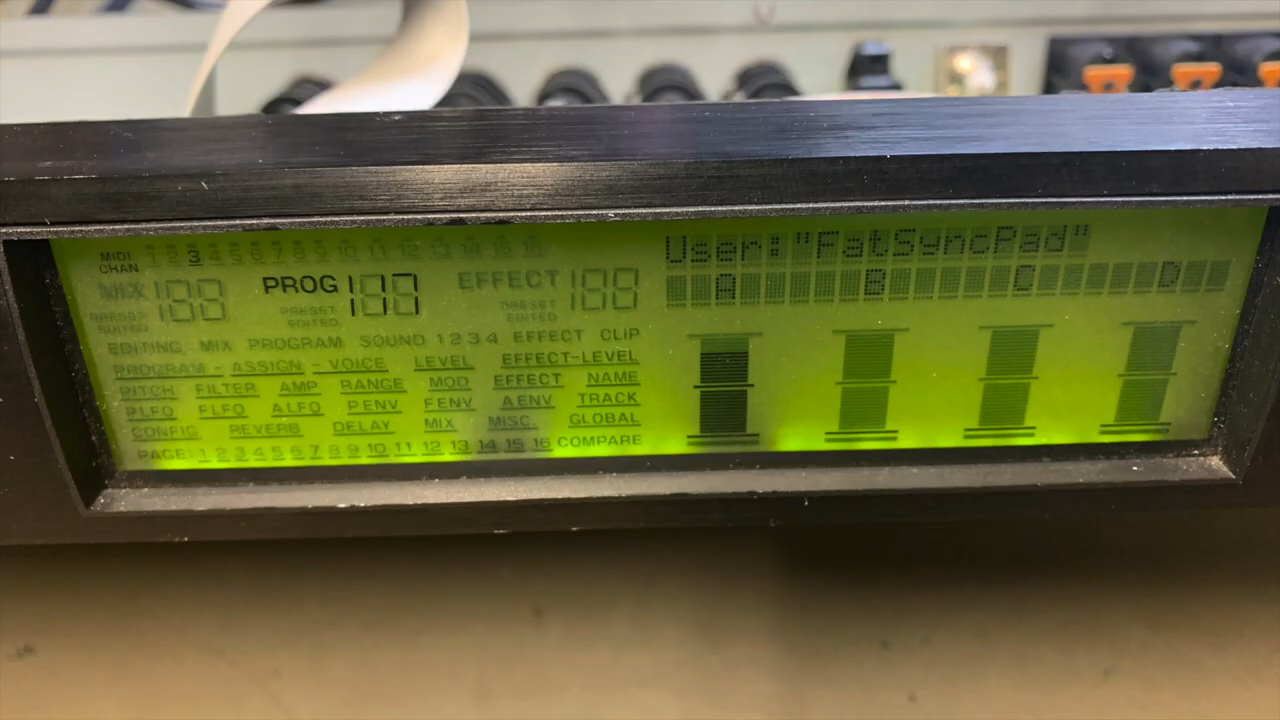 MIDI CHAN 1 2 3 4 5 6 7 8 9 10 11 12 13 14 15 16
User:"FatSyncPad"
MIX PROG 117 EFFECT
A B C D
PRESET PRESET PRESET
EDITED EDITED EDITED
EDITING MIX PROGRAM SOUND 1 2 3 4 EFFECT CLIP
PROGRAM - ASSIGN - VOICE LEVEL EFFECT-LEVEL
PITCH FILTER AMP RANGE MOD EFFECT NAME
PLFO FLFO ALFO PENV FENV AENV TRACK
CONFIG REVERB DELAY MIX MISC. GLOBAL
PAGE: 1 2 3 4 5 6 7 8 9 10 11 12 13 14 15 16 COMPARE